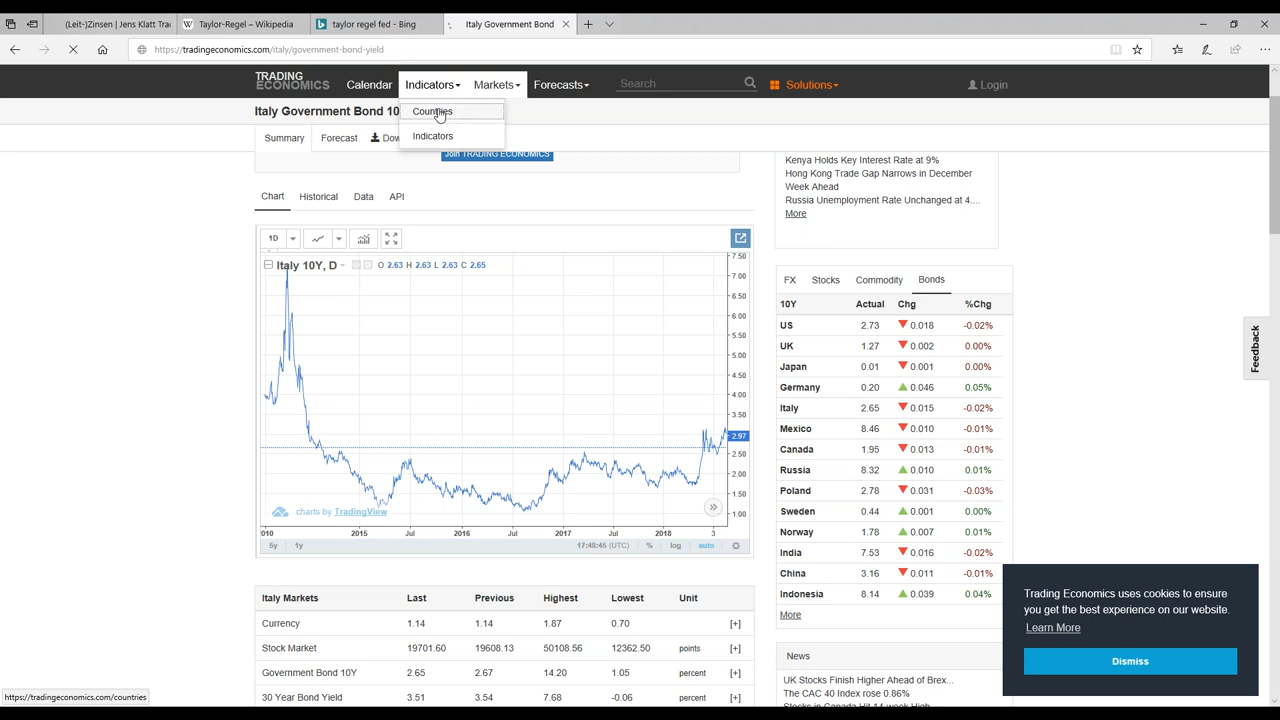 (Leit-)Zinsen | Jens Klatt Tra
Taylor-Regel – Wikipedia
taylor regel fed - Bing
Italy Government Bond
https://tradingeconomics.com/italy/government-bond-yield
TRADING
ECONOMICS
Calendar
Indicators
Markets
Forecasts
Search
Solutions
Login
Italy Government Bond 10
Countries
Indicators
Summary
Forecast
Dow
Join TRADING ECONOMICS
Kenya Holds Key Interest Rate at 9%
Hong Kong Trade Gap Narrows in December
Week Ahead
Russia Unemployment Rate Unchanged at 4....
More
Chart Historical Data API
1D
Italy 10Y, D
O 2.63 H 2.63 L 2.63 C 2.65
7.50
7.00
6.50
6.00
5.50
5.00
4.50
4.00
3.50
2.97
2.50
2.00
1.50
1.00
charts by TradingView
2010 2015 Jul 2016 Jul 2017 Jul 2018 3
5y 1y 17:48:45 (UTC) % log auto
FX Stocks Commodity Bonds
10Y Actual Chg %Chg
US 2.73 0.018 -0.02%
UK 1.27 0.002 0.00%
Japan 0.01 0.001 0.00%
Germany 0.20 0.046 0.05%
Italy 2.65 0.015 -0.02%
Mexico 8.46 0.010 -0.01%
Canada 1.95 0.013 -0.01%
Russia 8.32 0.010 0.01%
Poland 2.78 0.031 -0.03%
Sweden 0.44 0.001 0.00%
Norway 1.78 0.007 0.01%
India 7.53 0.016 -0.02%
China 3.16 0.011 -0.01%
Indonesia 8.14 0.039 0.04%
More
Feedback
Italy Markets Last Previous Highest Lowest Unit
Currency 1.14 1.14 1.87 0.70 [+]
Stock Market 19701.60 19608.13 50108.56 12362.50 points [+]
Government Bond 10Y 2.65 2.67 14.20 1.05 percent [+]
30 Year Bond Yield 3.51 3.54 7.68 -0.06 percent [+]
News
UK Stocks Finish Higher Ahead of Brex...
The CAC 40 Index rose 0.86%
Stocks in Canada Hit 14-week High
Trading Economics uses cookies to ensure
you get the best experience on our website.
Learn More
Dismiss
https://tradingeconomics.com/countries